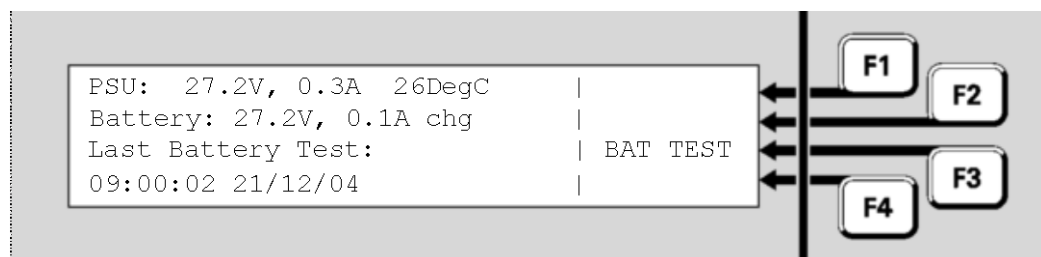 PSU:  27.2V, 0.3A  26DegC      |
Battery: 27.2V, 0.1A chg       |
Last Battery Test:             | BAT TEST
09:00:02 21/12/04              |
F1
F2
F3
F4